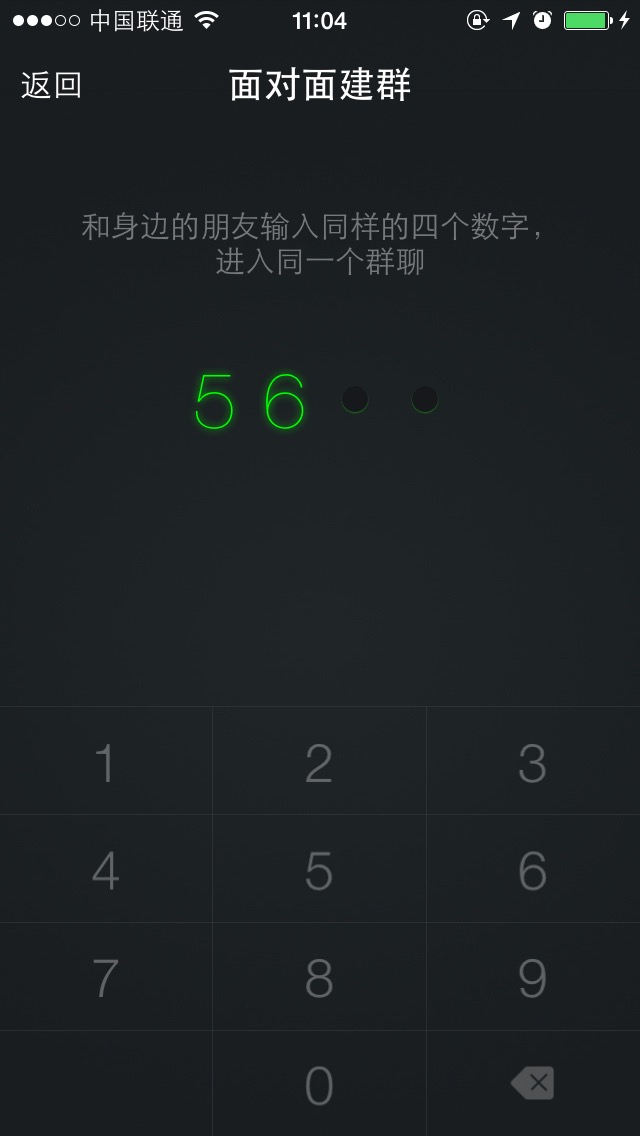 中国联通 11:04
返回 面对面建群
和身边的朋友输入同样的四个数字，
进入同一个群聊
5 6
1 2 3
4 5 6
7 8 9
0